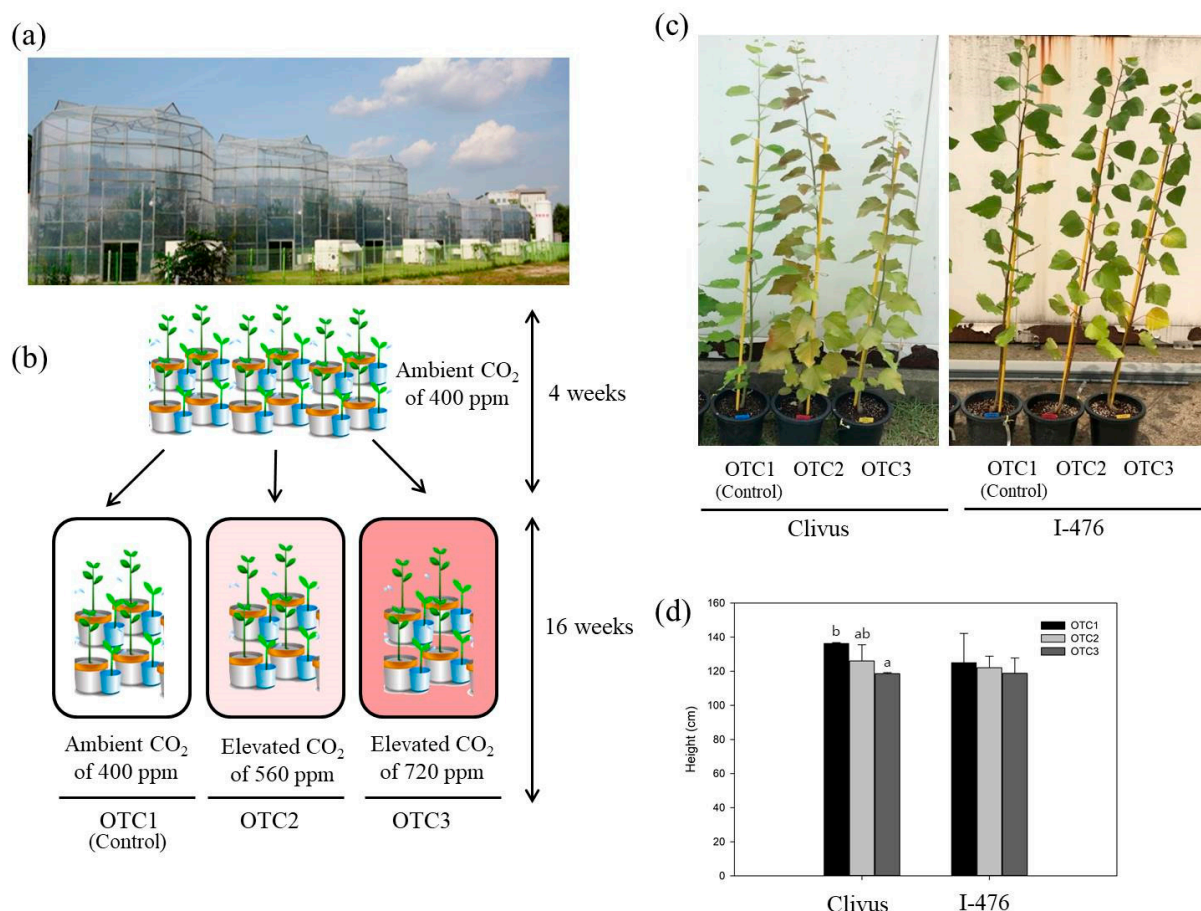 (a)
(b)
Ambient CO₂
of 400 ppm
4 weeks
16 weeks
Ambient CO₂
of 400 ppm
OTC1
(Control)
Elevated CO₂
of 560 ppm
OTC2
Elevated CO₂
of 720 ppm
OTC3
(c)
OTC1
(Control)
OTC2
OTC3
Clivus
OTC1
(Control)
OTC2
OTC3
I-476
(d)
Height (cm)
160
140
120
100
80
60
40
20
0
b
ab
a
OTC1
OTC2
OTC3
Clivus
I-476